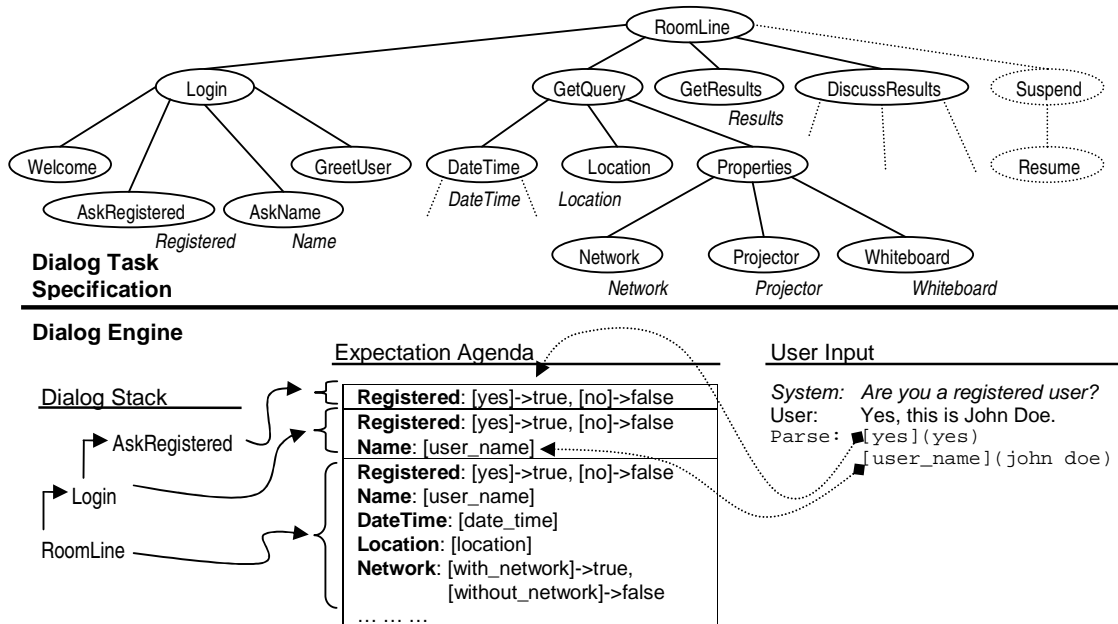 RoomLine
Login
GetQuery
GetResults
DiscussResults
Suspend
Results
Welcome
GreetUser
DateTime
Location
Properties
Resume
DateTime
Location
AskRegistered
AskName
Registered
Name
Network
Projector
Whiteboard
Network
Projector
Whiteboard
Dialog Task
Specification
Dialog Engine
Dialog Stack
AskRegistered
Login
RoomLine
Expectation Agenda
Registered: [yes]->true, [no]->false
Registered: [yes]->true, [no]->false
Name: [user_name]
Registered: [yes]->true, [no]->false
Name: [user_name]
DateTime: [date_time]
Location: [location]
Network: [with_network]->true,
[without_network]->false
… … …
User Input
System: Are you a registered user?
User: Yes, this is John Doe.
Parse: [yes](yes)
[user_name](john doe)